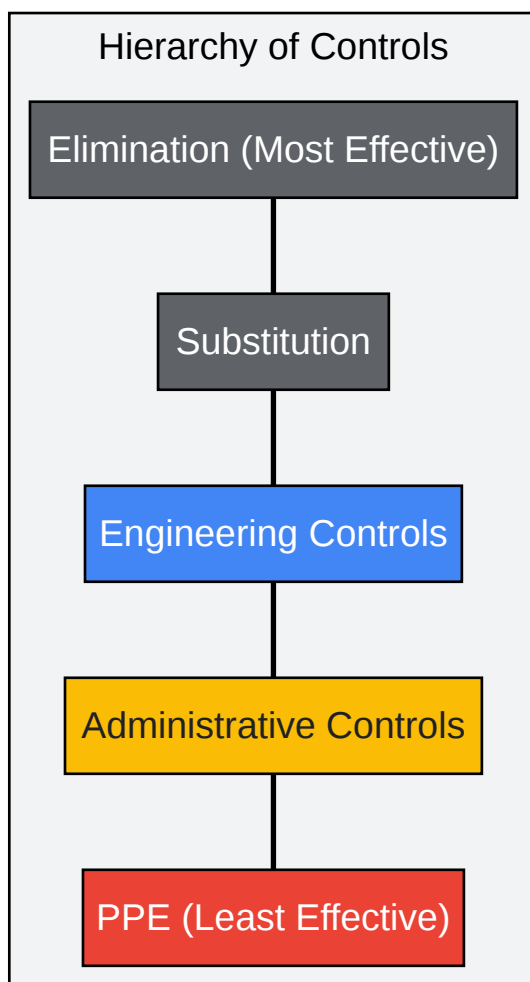 Hierarchy of Controls
Elimination (Most Effective)
Substitution
Engineering Controls
Administrative Controls
PPE (Least Effective)